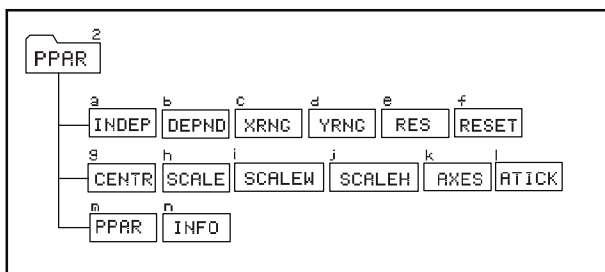 2
PPAR
a b c d e f
INDEP DEPND XRNG YRNG RES RESET
g h i j k l
CENTR SCALE SCALEW SCALEH AXES ATICK
m n
PPAR INFO